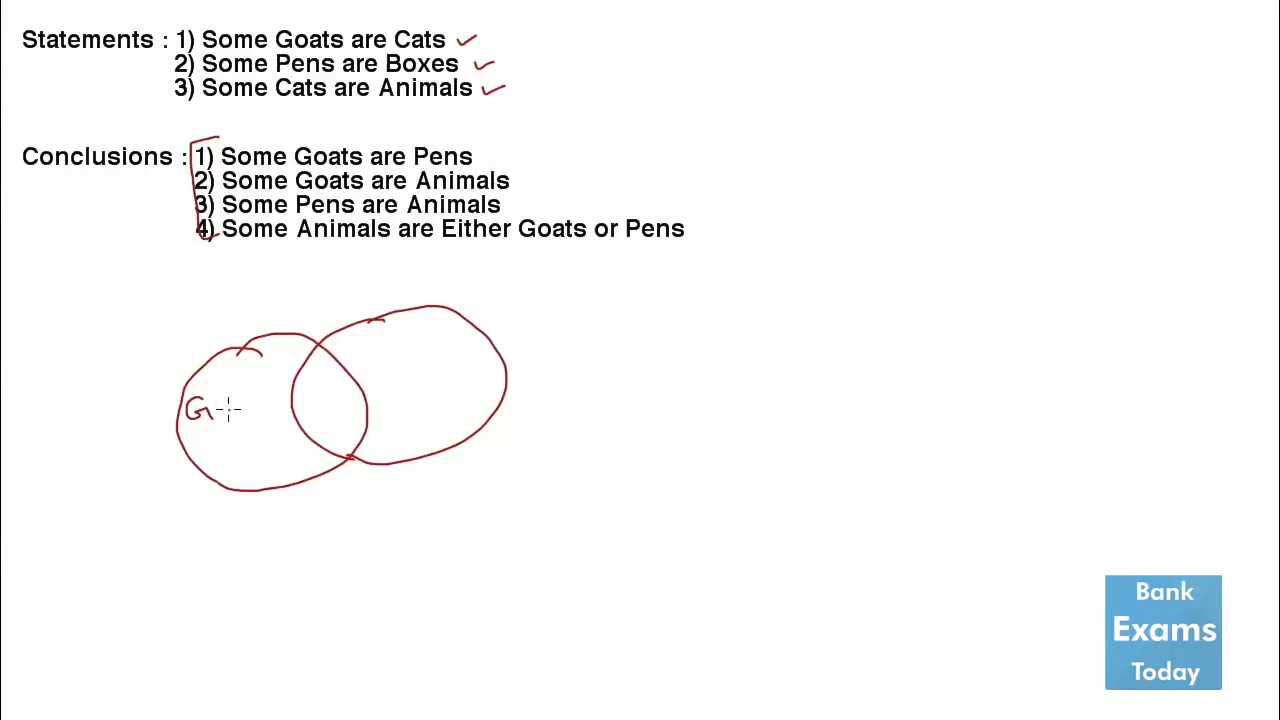 Statements : 1) Some Goats are Cats
2) Some Pens are Boxes
3) Some Cats are Animals
Conclusions : 1) Some Goats are Pens
2) Some Goats are Animals
3) Some Pens are Animals
4) Some Animals are Either Goats or Pens
G
Bank
Exams
Today